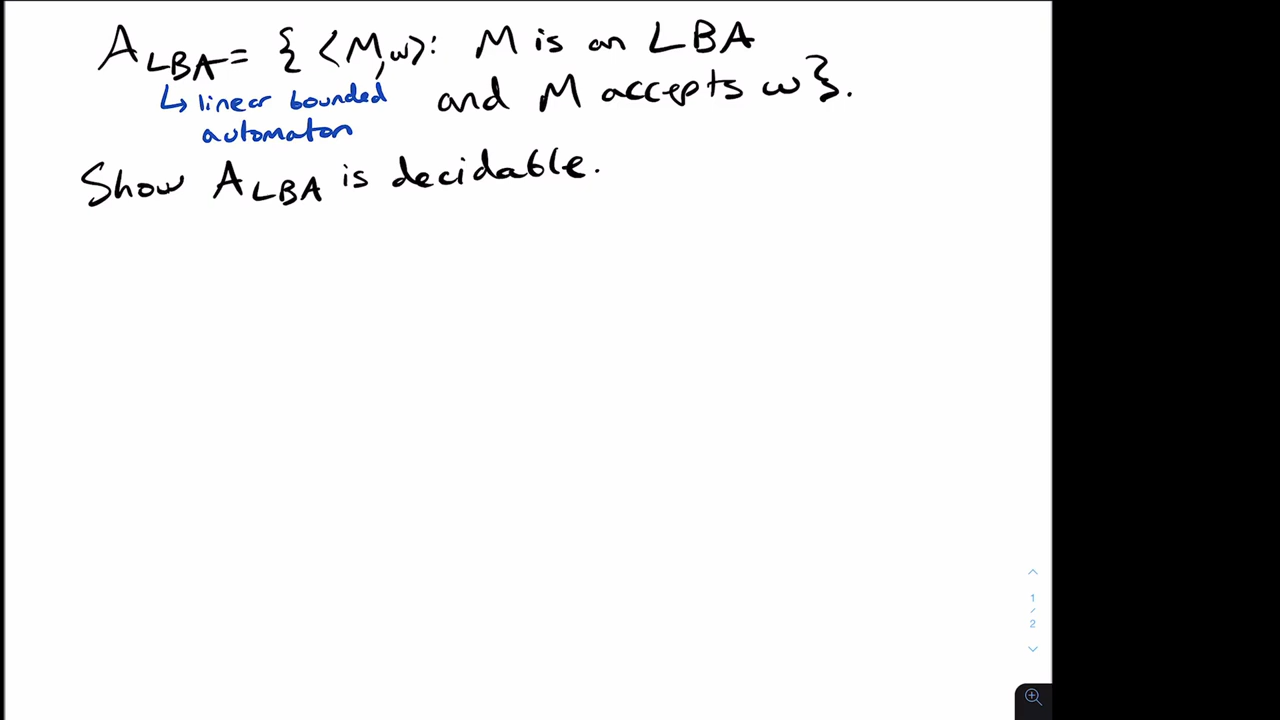 A_LBA = { <M,w>: M is an LBA
and M accepts w }.
↳ linear bounded
automaton
Show A_LBA is decidable.
1
/
2